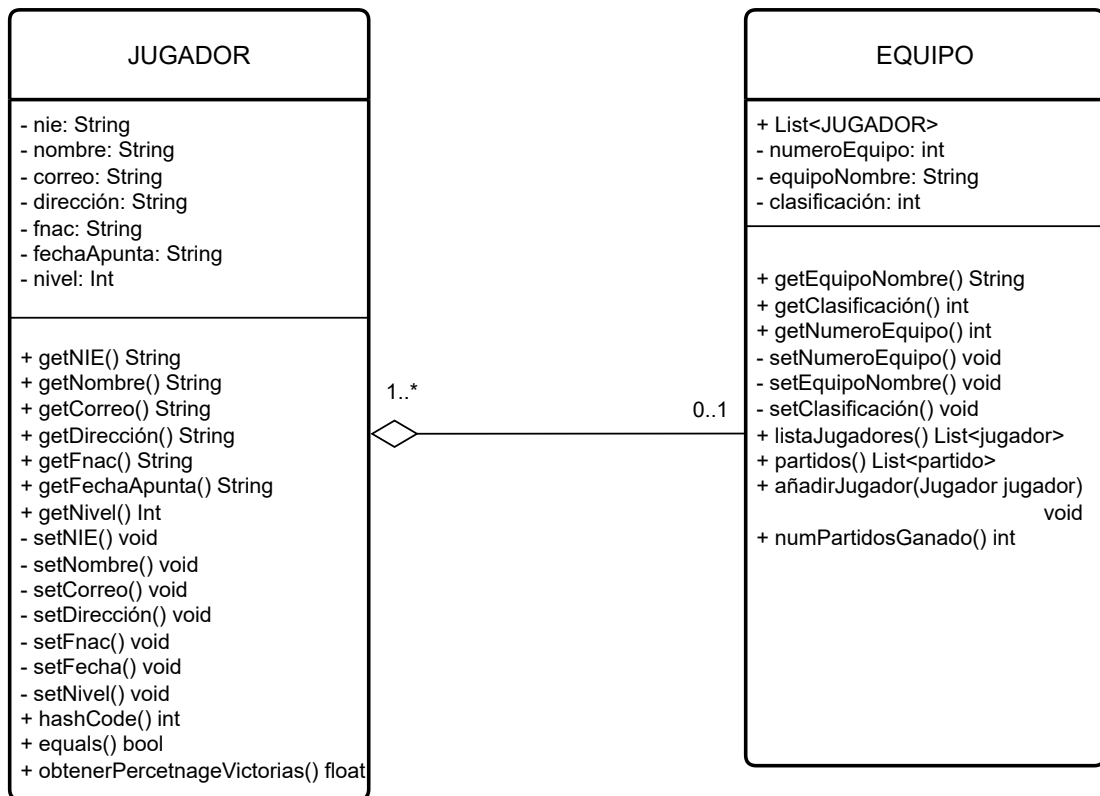 JUGADOR
- nie: String
- nombre: String
- correo: String
- dirección: String
- fnac: String
- fechaApunta: String
- nivel: Int
+ getNIE() String
+ getNombre() String
+ getCorreo() String
+ getDirección() String
+ getFnac() String
+ getFechaApunta() String
+ getNivel() Int
- setNIE() void
- setNombre() void
- setCorreo() void
- setDirección() void
- setFnac() void
- setFecha() void
- setNivel() void
+ hashCode() int
+ equals() bool
+ obtenerPercetnageVictorias() float
1..*
0..1
EQUIPO
+ List<JUGADOR>
- numeroEquipo: int
- equipoNombre: String
- clasificación: int
+ getEquipoNombre() String
+ getClasificación() int
+ getNumeroEquipo() int
- setNumeroEquipo() void
- setEquipoNombre() void
- setClasificación() void
+ listaJugadores() List<jugador>
+ partidos() List<partido>
+ añadirJugador(Jugador jugador)
void
+ numPartidosGanado() int